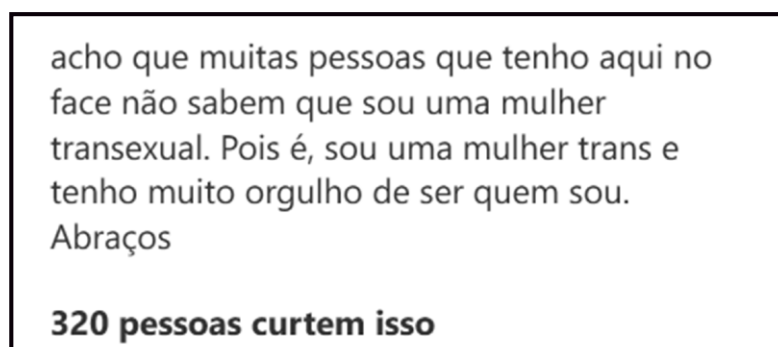 acho que muitas pessoas que tenho aqui no
face não sabem que sou uma mulher
transexual. Pois é, sou uma mulher trans e
tenho muito orgulho de ser quem sou.
Abraços
320 pessoas curtem isso